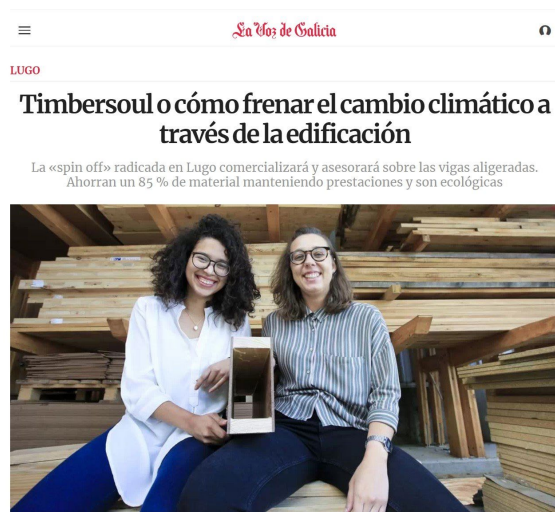 La Voz de Galicia
LUGO
Timbersoul o cómo frenar el cambio climático a
través de la edificación
La «spin off» radicada en Lugo comercializará y asesorará sobre las vigas aligeradas.
Ahorran un 85 % de material manteniendo prestaciones y son ecológicas